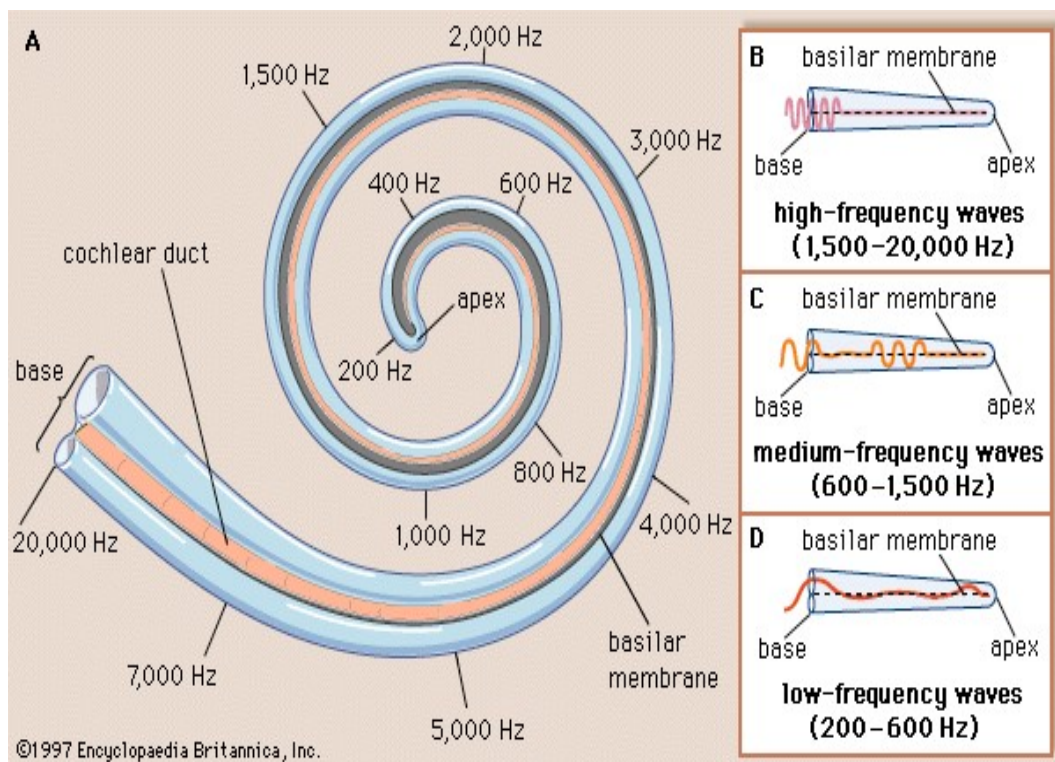 A
2,000 Hz
1,500 Hz
3,000 Hz
400 Hz
600 Hz
cochlear duct
apex
200 Hz
base
800 Hz
4,000 Hz
20,000 Hz
1,000 Hz
basilar
membrane
7,000 Hz
5,000 Hz
©1997 Encyclopaedia Britannica, Inc.
B
basilar membrane
base
apex
high-frequency waves
(1,500–20,000 Hz)
C
basilar membrane
base
apex
medium-frequency waves
(600–1,500 Hz)
D
basilar membrane
base
apex
low-frequency waves
(200–600 Hz)